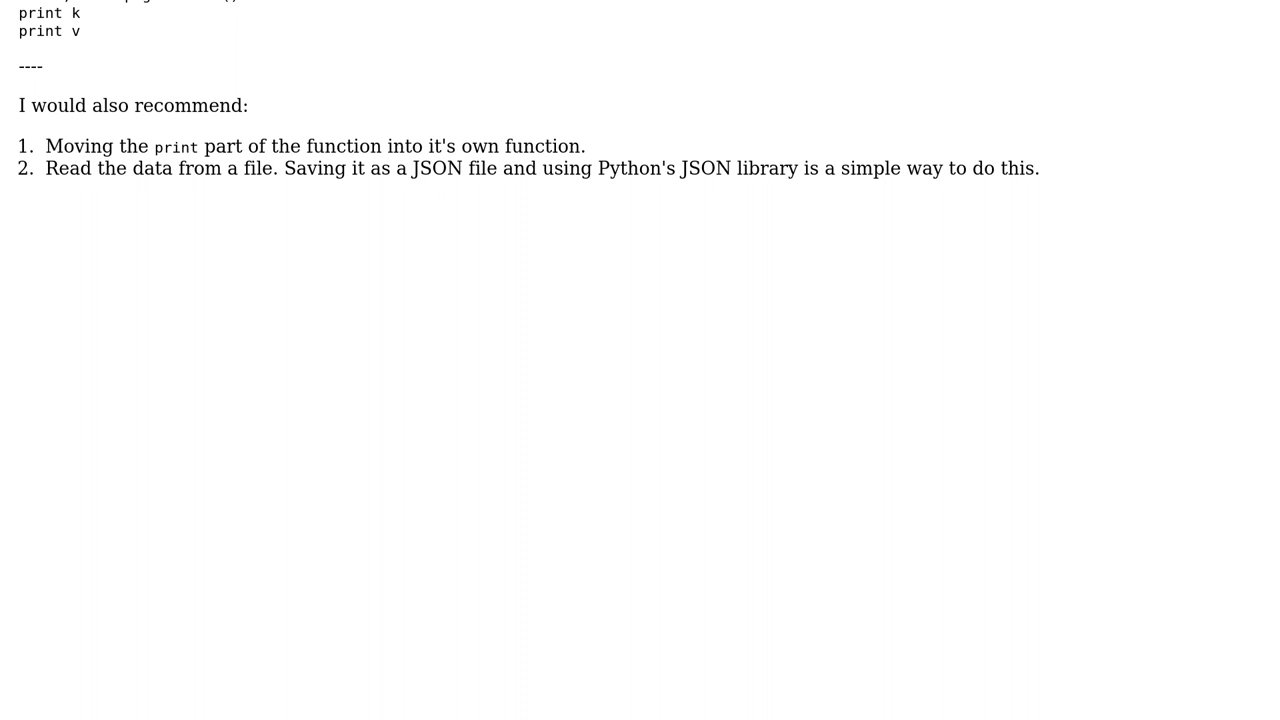 print k
print v
----
I would also recommend:
1. Moving the print part of the function into it's own function.
2. Read the data from a file. Saving it as a JSON file and using Python's JSON library is a simple way to do this.